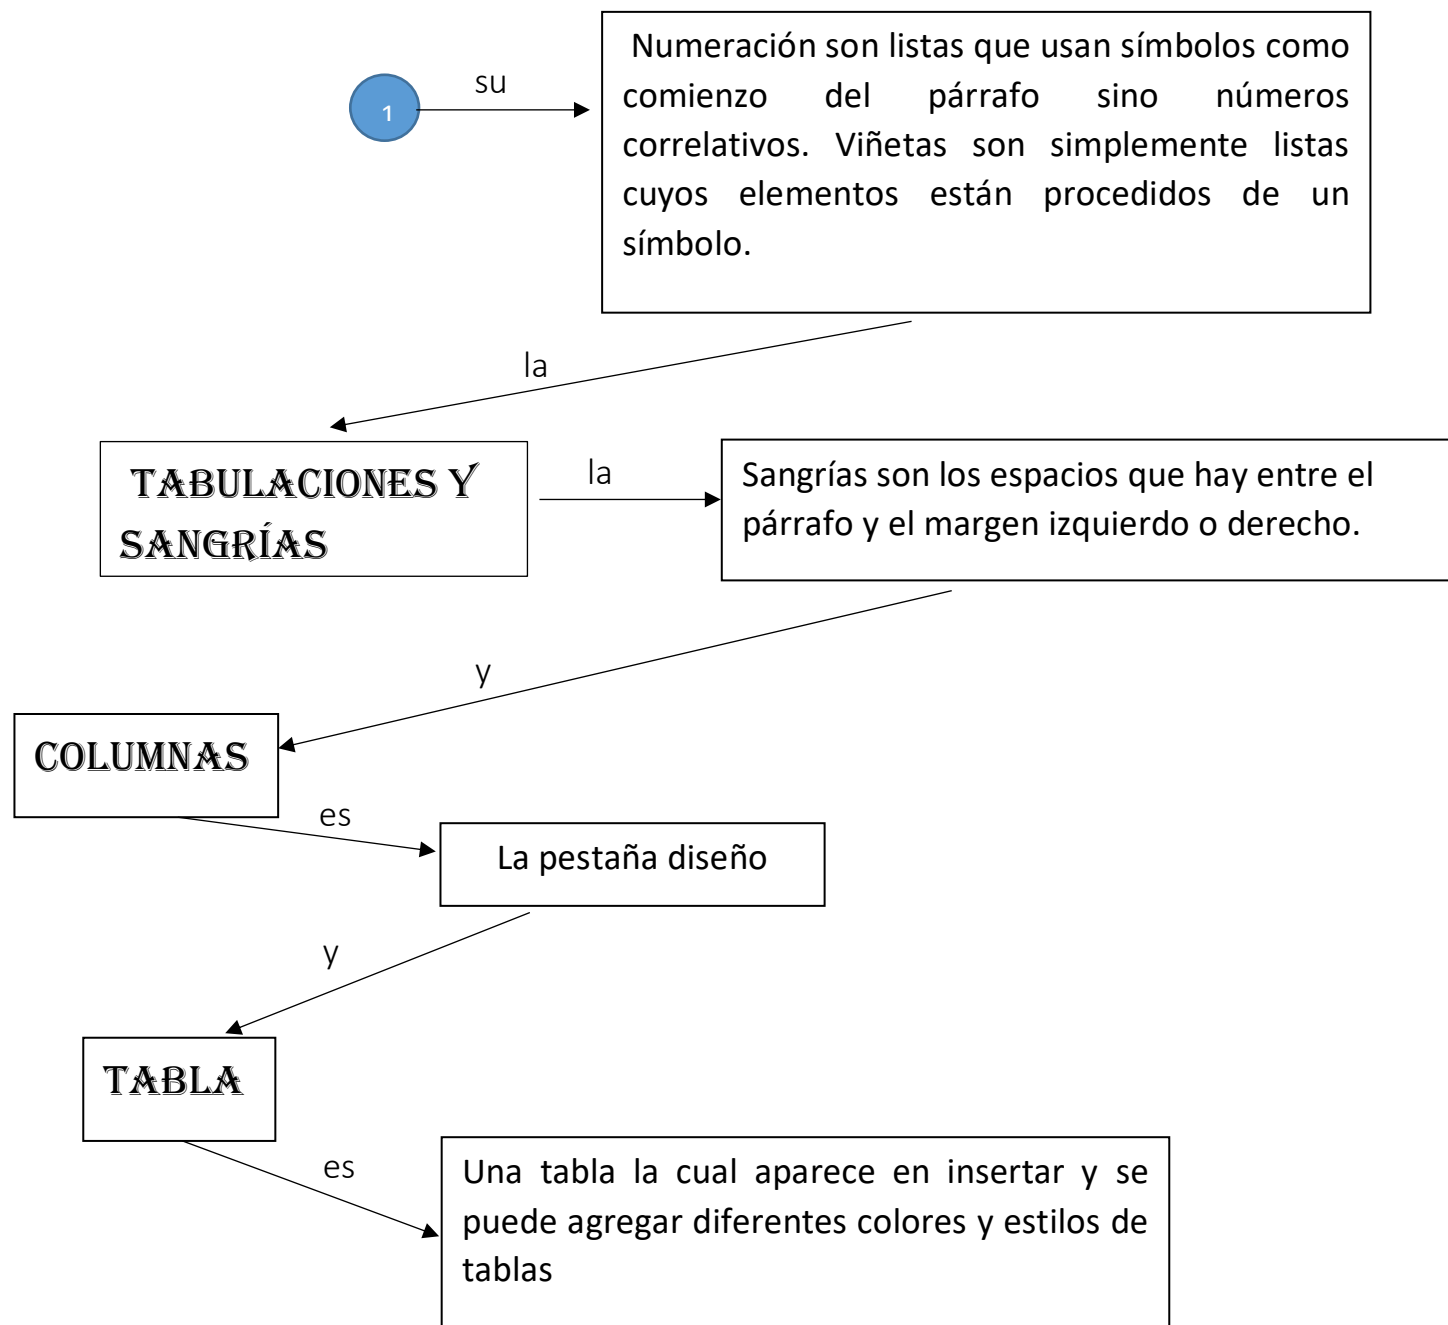 1
su
Numeración son listas que usan símbolos como
comienzo del párrafo sino números
correlativos. Viñetas son simplemente listas
cuyos elementos están procedidos de un
símbolo.
la
TABULACIONES Y
SANGRÍAS
la
Sangrías son los espacios que hay entre el
párrafo y el margen izquierdo o derecho.
y
COLUMNAS
es
La pestaña diseño
y
TABLA
es
Una tabla la cual aparece en insertar y se
puede agregar diferentes colores y estilos de
tablas